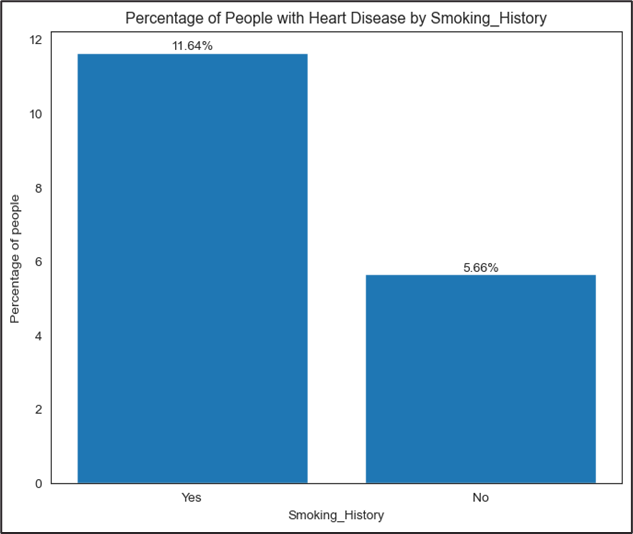 Percentage of People with Heart Disease by Smoking_History
12
11.64%
10
8
6
5.66%
4
2
0
Percentage of people
Yes
No
Smoking_History